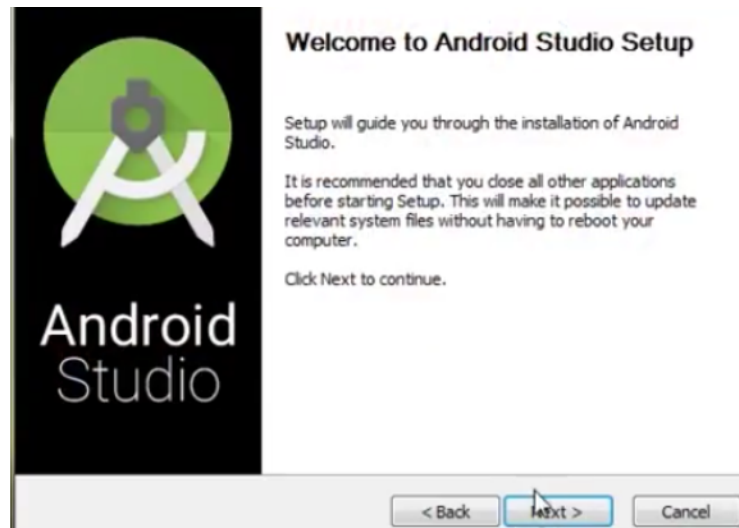 Welcome to Android Studio Setup
Setup will guide you through the installation of Android
Studio.
It is recommended that you close all other applications
before starting Setup. This will make it possible to update
relevant system files without having to reboot your
computer.
Click Next to continue.
Android
Studio
< Back Next > Cancel